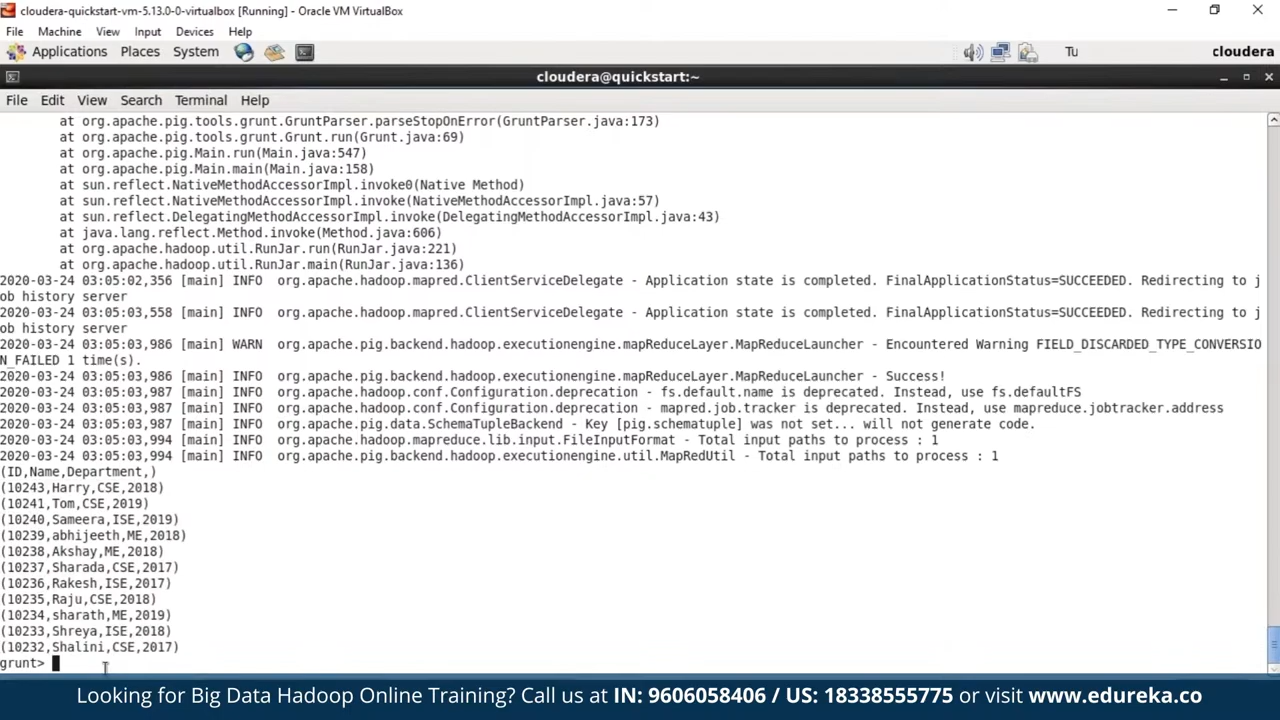 cloudera-quickstart-vm-5.13.0-0-virtualbox [Running] - Oracle VM VirtualBox
File Machine View Input Devices Help
Applications Places System Tu cloudera
cloudera@quickstart:~
File Edit View Search Terminal Help
at org.apache.pig.tools.grunt.GruntParser.parseStopOnError(GruntParser.java:173)
at org.apache.pig.tools.grunt.Grunt.run(Grunt.java:69)
at org.apache.pig.Main.run(Main.java:547)
at org.apache.pig.Main.main(Main.java:158)
at sun.reflect.NativeMethodAccessorImpl.invoke0(Native Method)
at sun.reflect.NativeMethodAccessorImpl.invoke(NativeMethodAccessorImpl.java:57)
at sun.reflect.DelegatingMethodAccessorImpl.invoke(DelegatingMethodAccessorImpl.java:43)
at java.lang.reflect.Method.invoke(Method.java:606)
at org.apache.hadoop.util.RunJar.run(RunJar.java:221)
at org.apache.hadoop.util.RunJar.main(RunJar.java:136)
2020-03-24 03:05:02,356 [main] INFO  org.apache.hadoop.mapred.ClientServiceDelegate - Application state is completed. FinalApplicationStatus=SUCCEEDED. Redirecting to j
ob history server
2020-03-24 03:05:03,558 [main] INFO  org.apache.hadoop.mapred.ClientServiceDelegate - Application state is completed. FinalApplicationStatus=SUCCEEDED. Redirecting to j
ob history server
2020-03-24 03:05:03,986 [main] WARN  org.apache.pig.backend.hadoop.executionengine.mapReduceLayer.MapReduceLauncher - Encountered Warning FIELD_DISCARDED_TYPE_CONVERSIO
N_FAILED 1 time(s).
2020-03-24 03:05:03,986 [main] INFO  org.apache.pig.backend.hadoop.executionengine.mapReduceLayer.MapReduceLauncher - Success!
2020-03-24 03:05:03,987 [main] INFO  org.apache.hadoop.conf.Configuration.deprecation - fs.default.name is deprecated. Instead, use fs.defaultFS
2020-03-24 03:05:03,987 [main] INFO  org.apache.hadoop.conf.Configuration.deprecation - mapred.job.tracker is deprecated. Instead, use mapreduce.jobtracker.address
2020-03-24 03:05:03,987 [main] INFO  org.apache.pig.data.SchemaTupleBackend - Key [pig.schematuple] was not set... will not generate code.
2020-03-24 03:05:03,994 [main] INFO  org.apache.hadoop.mapreduce.lib.input.FileInputFormat - Total input paths to process : 1
2020-03-24 03:05:03,994 [main] INFO  org.apache.pig.backend.hadoop.executionengine.util.MapRedUtil - Total input paths to process : 1
(ID,Name,Department,)
(10243,Harry,CSE,2018)
(10241,Tom,CSE,2019)
(10240,Sameera,ISE,2019)
(10239,abhijeeth,ME,2018)
(10238,Akshay,ME,2018)
(10237,Sharada,CSE,2017)
(10236,Rakesh,ISE,2017)
(10235,Raju,CSE,2018)
(10234,sharath,ME,2019)
(10233,Shreya,ISE,2018)
(10232,Shalini,CSE,2017)
grunt>
Looking for Big Data Hadoop Online Training? Call us at IN: 9606058406 / US: 18338555775 or visit www.edureka.co